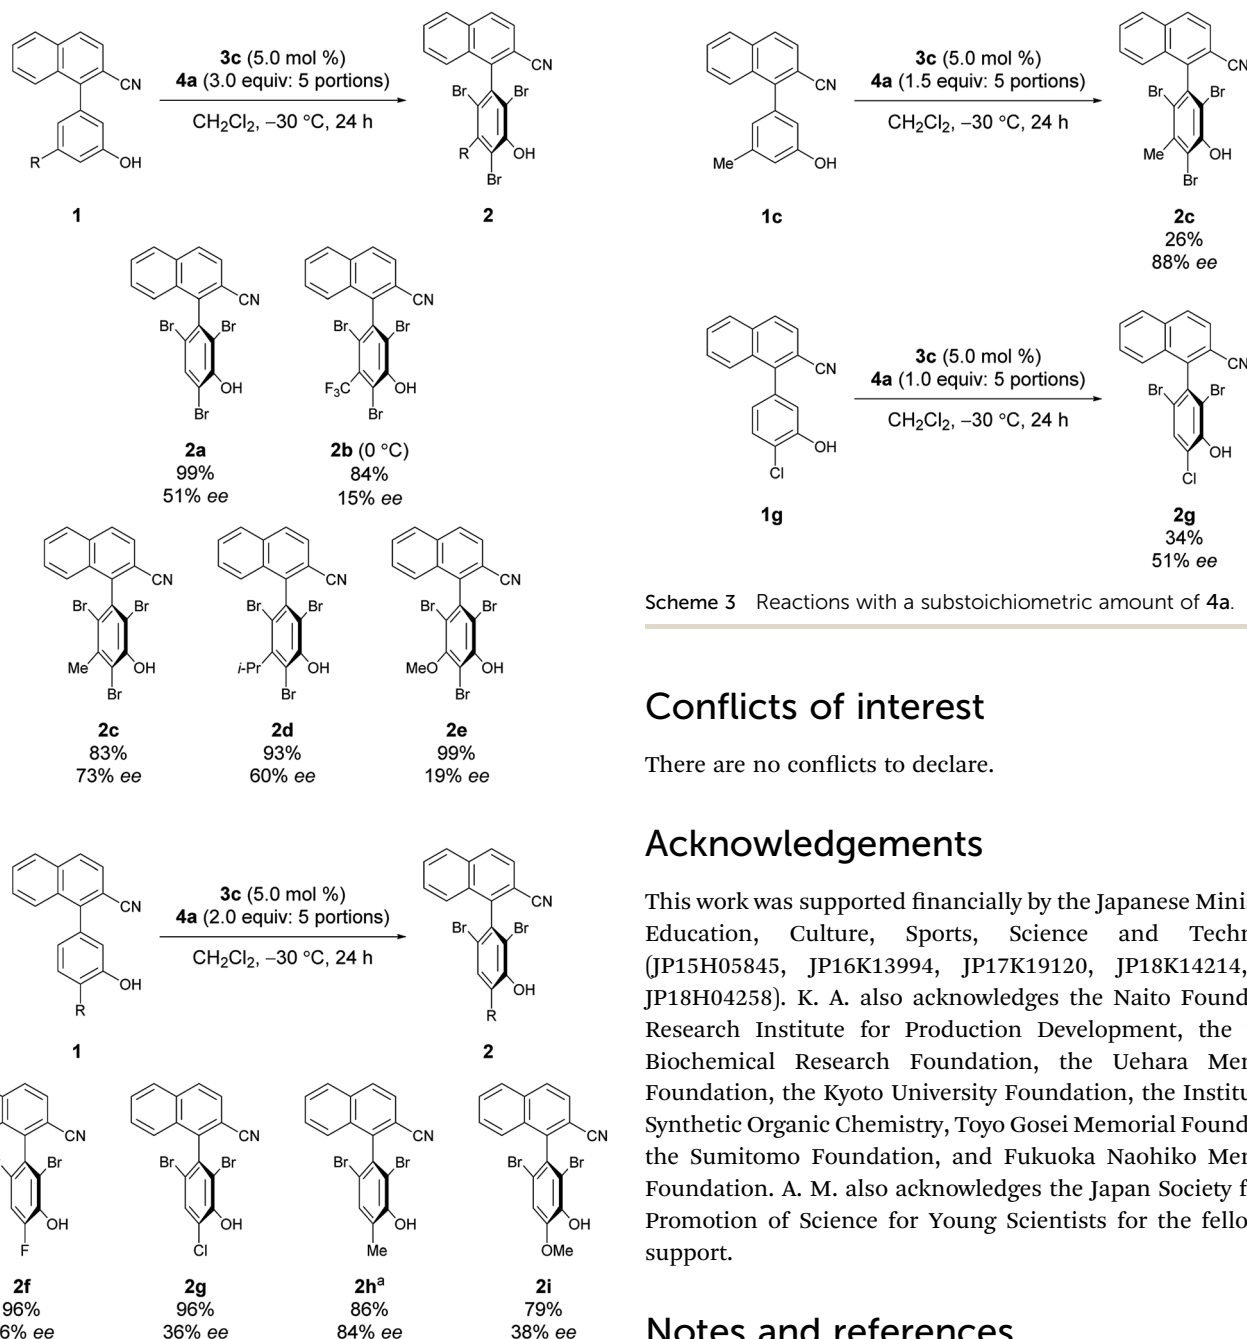 3c (5.0 mol %)
4a (3.0 equiv: 5 portions)
CH2Cl2, −30 °C, 24 h
CN
R
OH
1
CN
Br
Br
R
OH
Br
2
CN
Br
Br
OH
Br
2a
99%
51% ee
CN
Br
Br
F3C
OH
Br
2b (0 °C)
84%
15% ee
CN
Br
Br
Me
OH
Br
2c
83%
73% ee
CN
Br
Br
i-Pr
OH
Br
2d
93%
60% ee
CN
Br
Br
MeO
OH
Br
2e
99%
19% ee
3c (5.0 mol %)
4a (2.0 equiv: 5 portions)
CH2Cl2, −30 °C, 24 h
CN
OH
R
1
CN
Br
Br
OH
R
2
CN
Br
OH
F
2f
96%
6% ee
CN
Br
Br
OH
Cl
2g
96%
36% ee
CN
Br
Br
OH
Me
2ha
86%
84% ee
CN
Br
Br
OH
OMe
2i
79%
38% ee
3c (5.0 mol %)
4a (1.5 equiv: 5 portions)
CH2Cl2, −30 °C, 24 h
CN
Me
OH
1c
CN
Br
Br
Me
OH
Br
2c
26%
88% ee
3c (5.0 mol %)
4a (1.0 equiv: 5 portions)
CH2Cl2, −30 °C, 24 h
CN
OH
Cl
1g
CN
Br
Br
OH
Cl
2g
34%
51% ee
Scheme 3 Reactions with a substoichiometric amount of 4a.
Conflicts of interest
There are no conflicts to declare.
Acknowledgements
This work was supported financially by the Japanese
Education, Culture, Sports, Science and
(JP15H05845, JP16K13994, JP17K19120, JP18K14214,
JP18H04258). K. A. also acknowledges the Naito
Research Institute for Production Development, the
Biochemical Research Foundation, the Uehara
Foundation, the Kyoto University Foundation, the
Synthetic Organic Chemistry, Toyo Gosei Memorial
the Sumitomo Foundation, and Fukuoka Naohiko
Foundation. A. M. also acknowledges the Japan Society
Promotion of Science for Young Scientists for the
support.
Notes and references